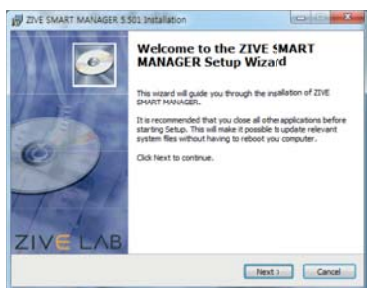 ZIVE SMART MANAGER 5.501 Installation
Welcome to the ZIVE SMART
MANAGER Setup Wizard
This wizard will guide you through the installation of ZIVE
SMART MANAGER.
It is recommended that you close all other applications before
starting Setup. This will make it possible to update relevant
system files without having to reboot you computer.
Click Next to continue.
ZIVE LAB
Next >
Cancel